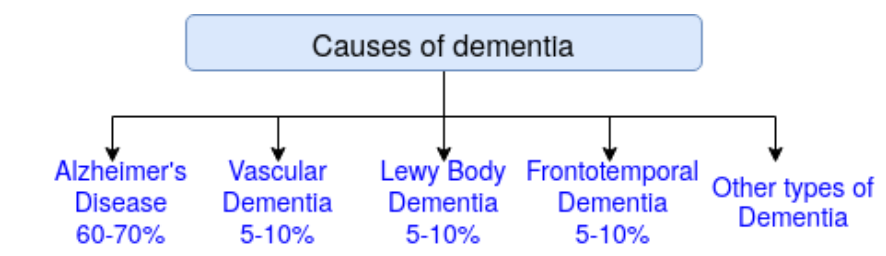 Causes of dementia
Alzheimer's
Disease
60-70%
Vascular
Dementia
5-10%
Lewy Body
Dementia
5-10%
Frontotemporal
Dementia
5-10%
Other types of
Dementia